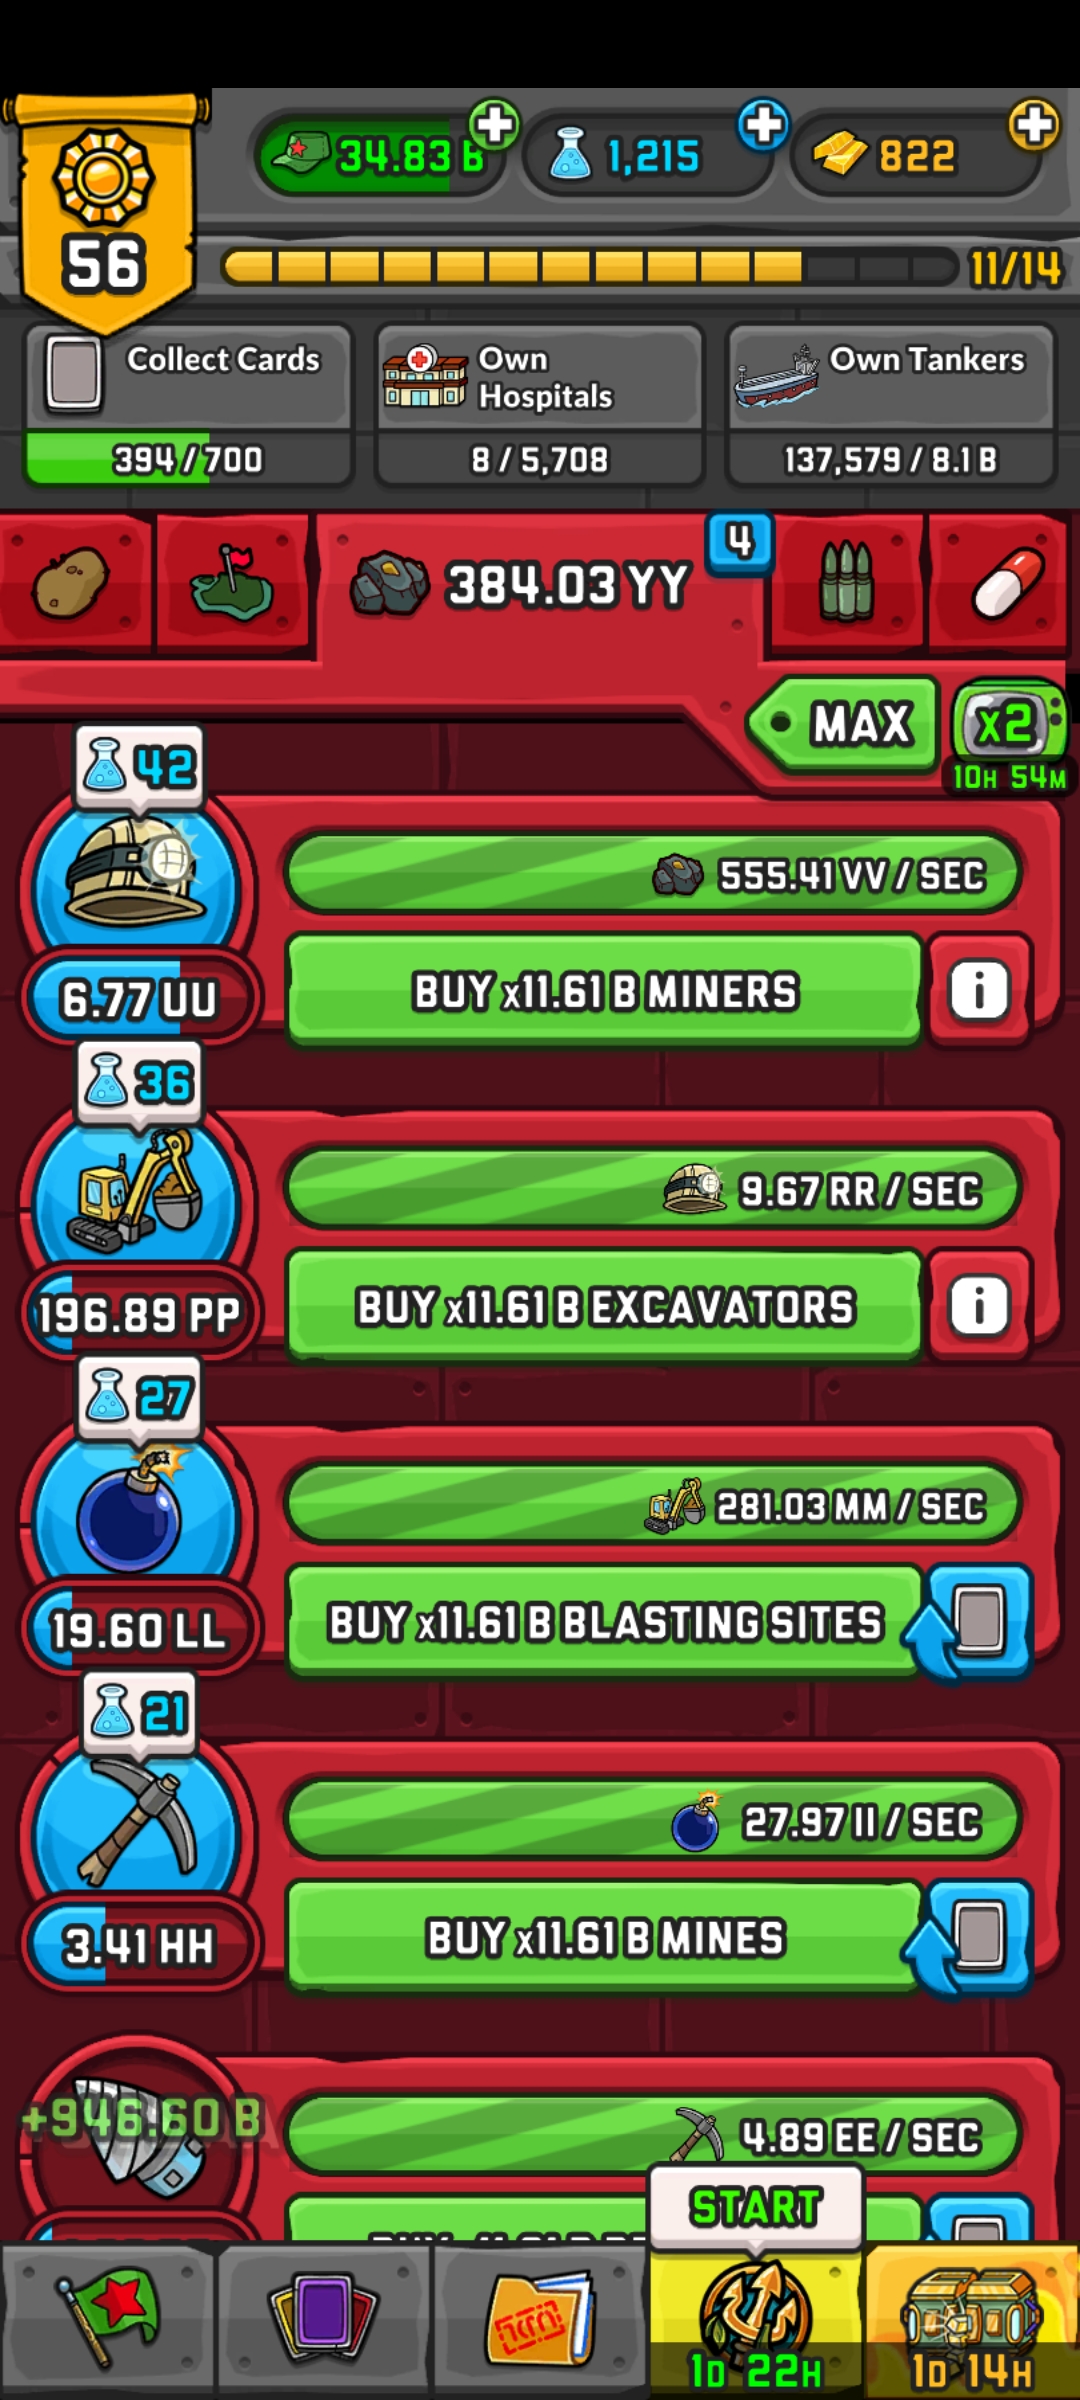 34.83 B
1,215
822
56
11/14
Collect Cards
394/700
Own
Hospitals
8/5,708
Own Tankers
137,579/8.1 B
384.03 YY
4
MAX
x2
10H 54M
42
555.41 VV / SEC
6.77 UU
BUY x11.61 B MINERS
i
36
9.67 RR / SEC
196.89 PP
BUY x11.61 B EXCAVATORS
i
27
281.03 MM / SEC
19.60 LL
BUY x11.61 B BLASTING SITES
21
27.97 II / SEC
3.41 HH
BUY x11.61 B MINES
+946.60 B
4.89 EE / SEC
START
1D 22H
1D 14H